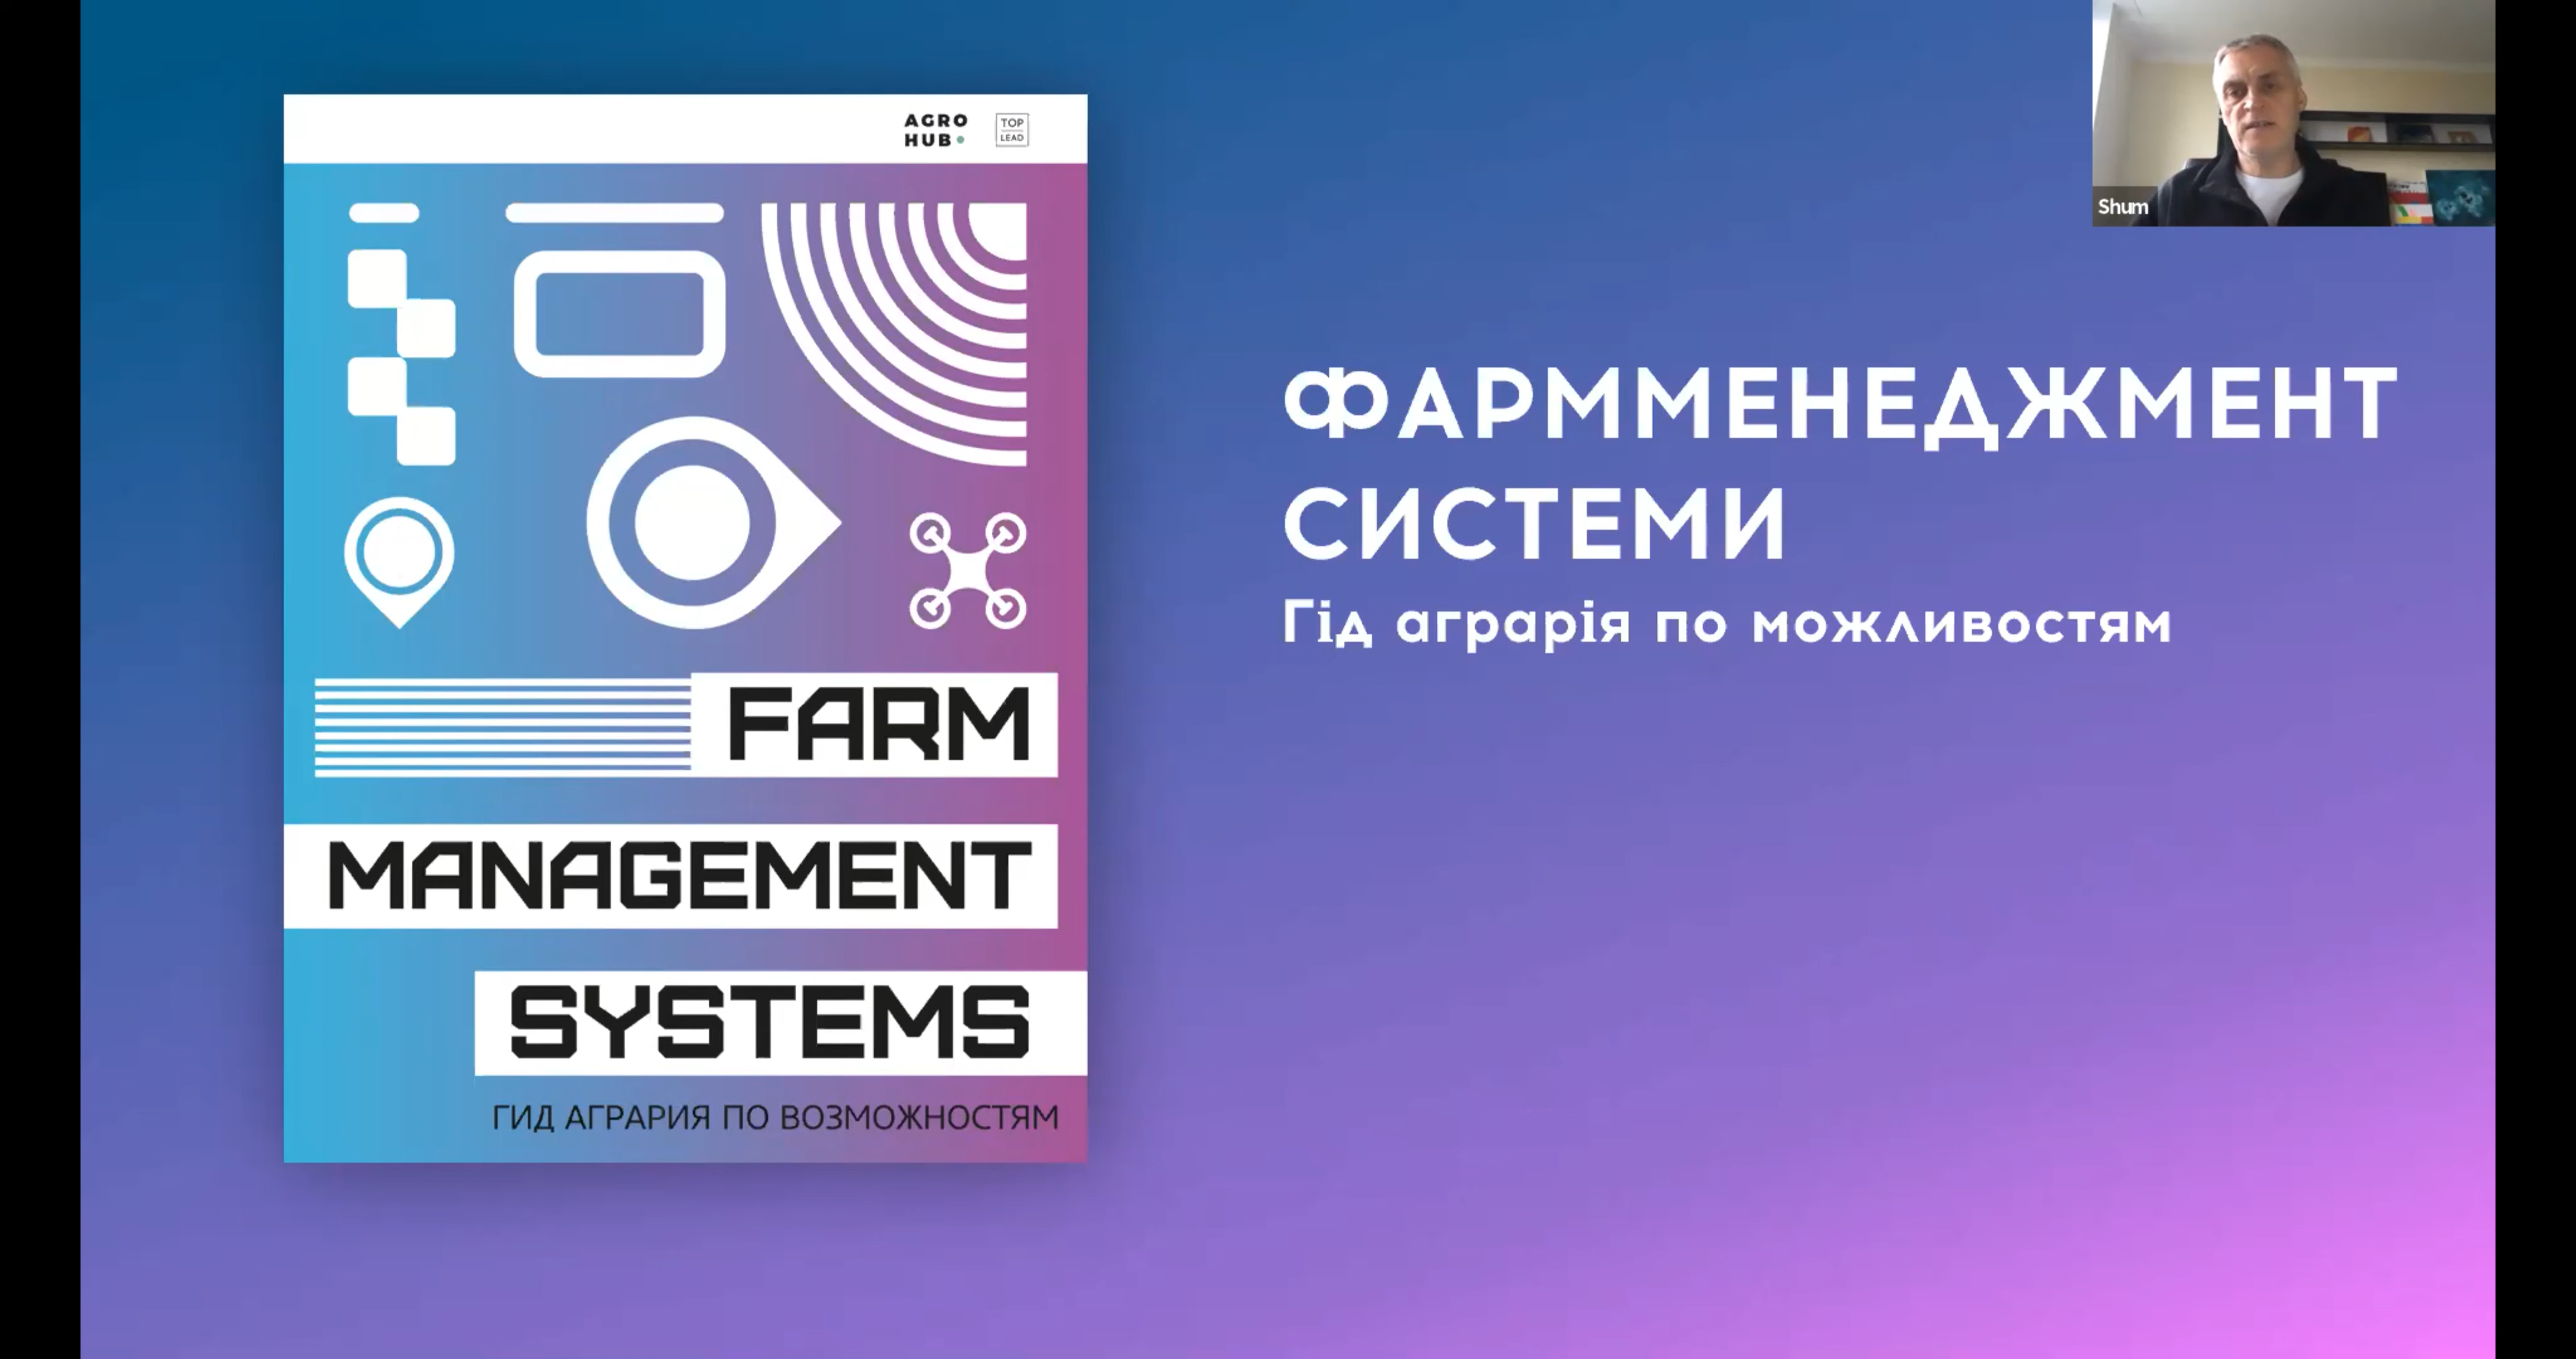 AGRO
HUB
TOP
LEAD
FARM
MANAGEMENT
SYSTEMS
ГИД АГРАРИЯ ПО ВОЗМОЖНОСТЯМ
Shum
ФАРММЕНЕДЖМЕНТ
СИСТЕМИ
Гід аграрія по можливостям